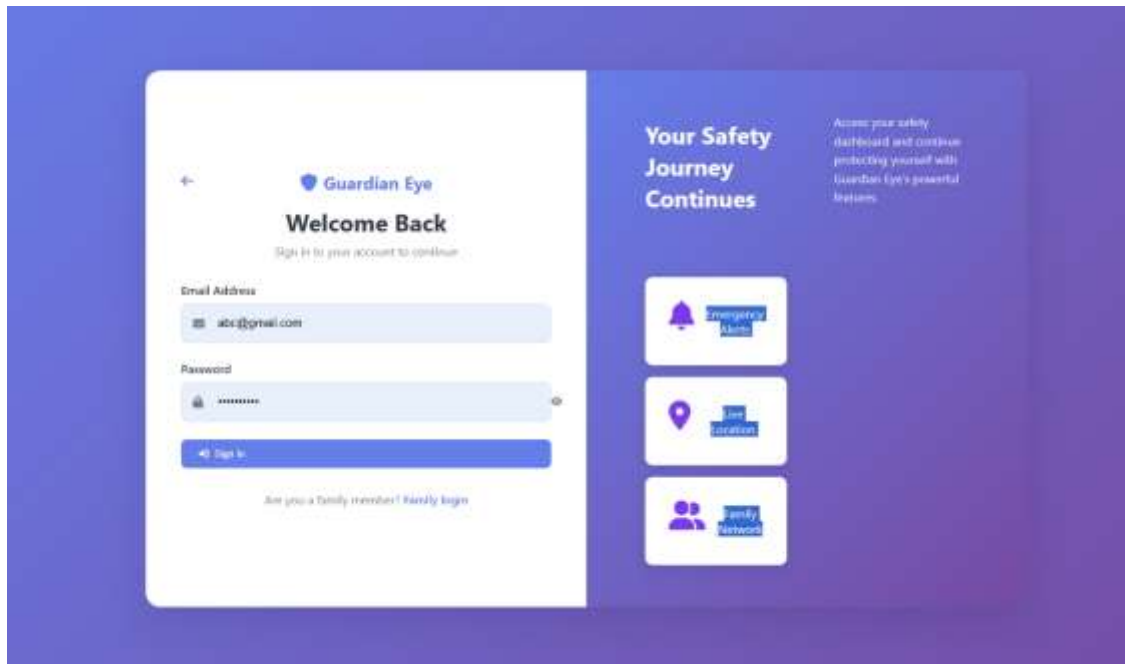 Guardian Eye
Welcome Back
Sign in to your account to continue
Email Address
abc@gmail.com
Password
••••••••••
Sign In
Are you a family member? Family login
Your Safety
Journey
Continues
Access your safety
dashboard and continue
protecting yourself with
Guardian Eye's powerful
features
Emergency
Alerts
Live
Location
Family
Network